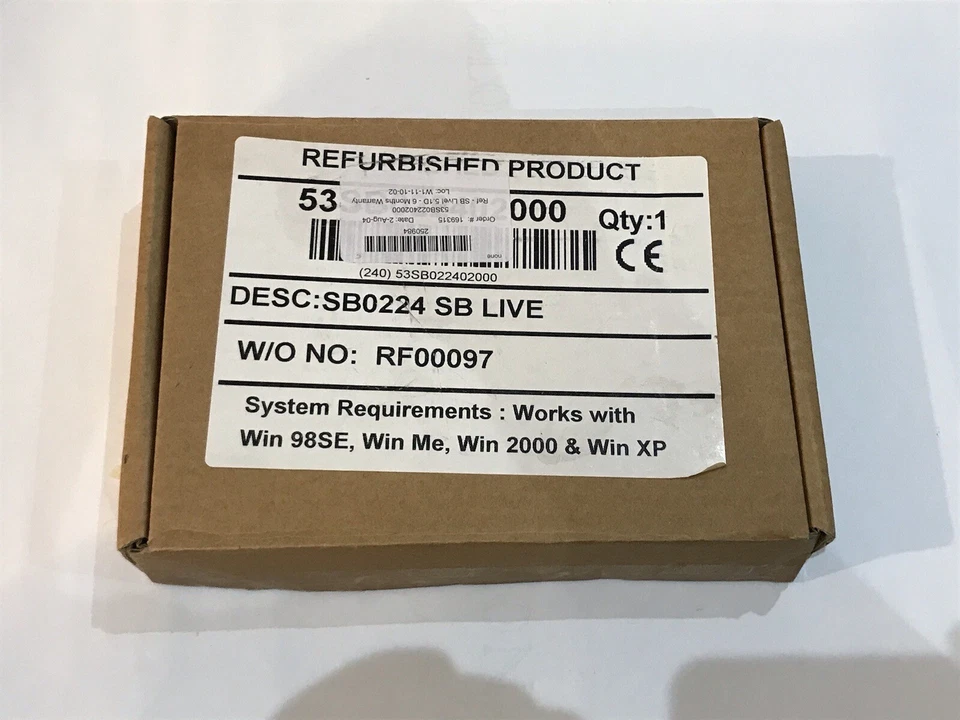 REFURBISHED PRODUCT
53 000 Qty:1
Loc: W1-11-10-02
Ref - SB Live! 5.1D - 6 Months Warranty
53SB022402000
Order #: 169315 Date: 2-Aug-04
250984
none
CE
(240) 53SB022402000
DESC:SB0224 SB LIVE
W/O NO: RF00097
System Requirements : Works with
Win 98SE, Win Me, Win 2000 & Win XP